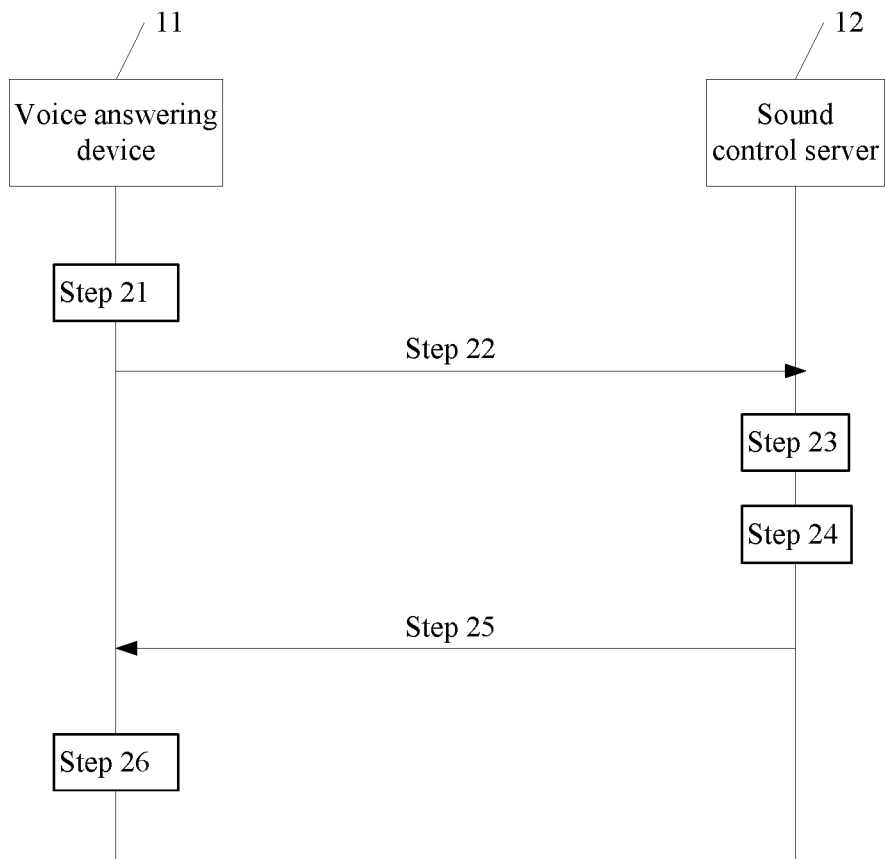 11
12
Voice answering
device
Sound
control server
Step 21
Step 22
Step 23
Step 24
Step 25
Step 26